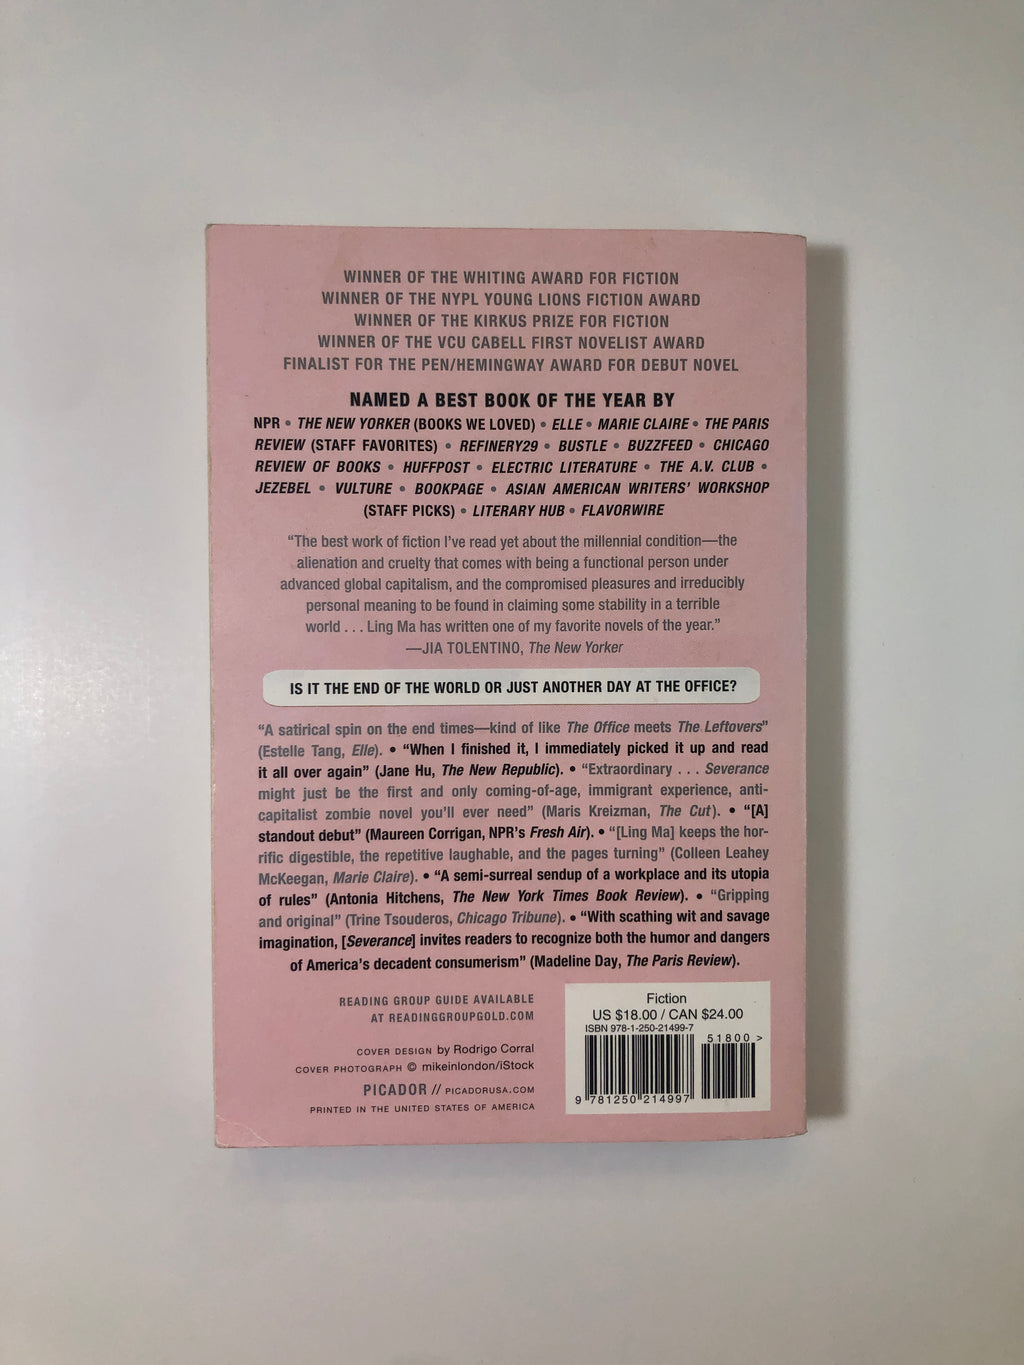 WINNER OF THE WHITING AWARD FOR FICTION
WINNER OF THE NYPL YOUNG LIONS FICTION AWARD
WINNER OF THE KIRKUS PRIZE FOR FICTION
WINNER OF THE VCU CABELL FIRST NOVELIST AWARD
FINALIST FOR THE PEN/HEMINGWAY AWARD FOR DEBUT NOVEL
NAMED A BEST BOOK OF THE YEAR BY
NPR • THE NEW YORKER (BOOKS WE LOVED) • ELLE • MARIE CLAIRE • THE PARIS
REVIEW (STAFF FAVORITES) • REFINERY29 • BUSTLE • BUZZFEED • CHICAGO
REVIEW OF BOOKS • HUFFPOST • ELECTRIC LITERATURE • THE A.V. CLUB •
JEZEBEL • VULTURE • BOOKPAGE • ASIAN AMERICAN WRITERS' WORKSHOP
(STAFF PICKS) • LITERARY HUB • FLAVORWIRE
“The best work of fiction I’ve read yet about the millennial condition—the
alienation and cruelty that comes with being a functional person under
advanced global capitalism, and the compromised pleasures and irreducibly
personal meaning to be found in claiming some stability in a terrible
world . . . Ling Ma has written one of my favorite novels of the year.”
—JIA TOLENTINO, The New Yorker
IS IT THE END OF THE WORLD OR JUST ANOTHER DAY AT THE OFFICE?
“A satirical spin on the end times—kind of like The Office meets The Leftovers”
(Estelle Tang, Elle). • “When I finished it, I immediately picked it up and read
it all over again” (Jane Hu, The New Republic). • “Extraordinary . . . Severance
might just be the first and only coming-of-age, immigrant experience, anti-
capitalist zombie novel you’ll ever need” (Maris Kreizman, The Cut). • “[A]
standout debut” (Maureen Corrigan, NPR’s Fresh Air). • “[Ling Ma] keeps the hor-
rific digestible, the repetitive laughable, and the pages turning” (Colleen Leahey
McKeegan, Marie Claire). • “A semi-surreal sendup of a workplace and its utopia
of rules” (Antonia Hitchens, The New York Times Book Review). • “Gripping
and original” (Trine Tsouderos, Chicago Tribune). • “With scathing wit and savage
imagination, [Severance] invites readers to recognize both the humor and dangers
of America’s decadent consumerism” (Madeline Day, The Paris Review).
READING GROUP GUIDE AVAILABLE
AT READINGGROUPGOLD.COM
COVER DESIGN by Rodrigo Corral
COVER PHOTOGRAPH © mikeinlondon/iStock
PICADOR // PICADORUSA.COM
PRINTED IN THE UNITED STATES OF AMERICA
Fiction
US $18.00 / CAN $24.00
ISBN 978-1-250-21499-7
51800 >
9 781250 214997